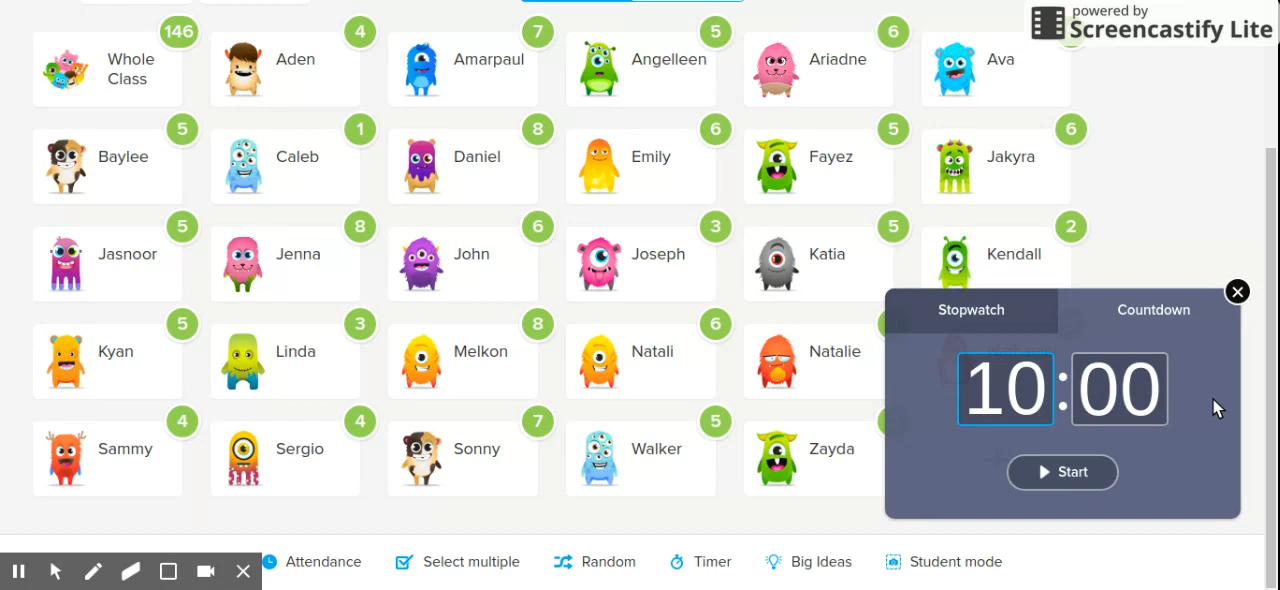 powered by
Screencastify Lite
146
Whole
Class
4
Aden
7
Amarpaul
5
Angelleen
6
Ariadne
Ava
5
Baylee
1
Caleb
8
Daniel
6
Emily
5
Fayez
6
Jakyra
5
Jasnoor
8
Jenna
6
John
3
Joseph
5
Katia
2
Kendall
5
Kyan
3
Linda
8
Melkon
6
Natali
Natalie
4
Sammy
4
Sergio
7
Sonny
5
Walker
Zayda
Stopwatch
Countdown
10:00
Start
Attendance
Select multiple
Random
Timer
Big Ideas
Student mode